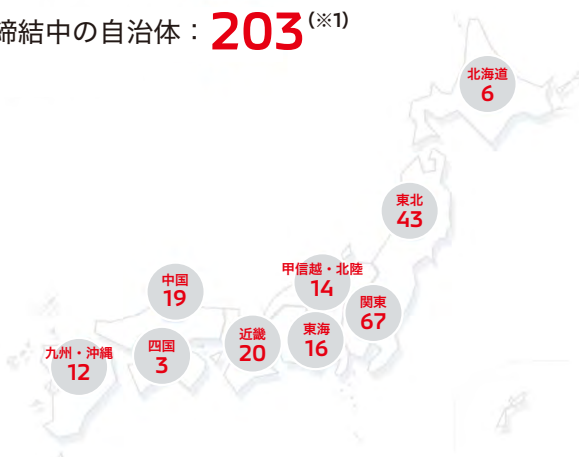 締結中の自治体：203(※1)
北海道
6
東北
43
甲信越・北陸
14
中国
19
関東
67
東海
16
近畿
20
四国
3
九州・沖縄
12